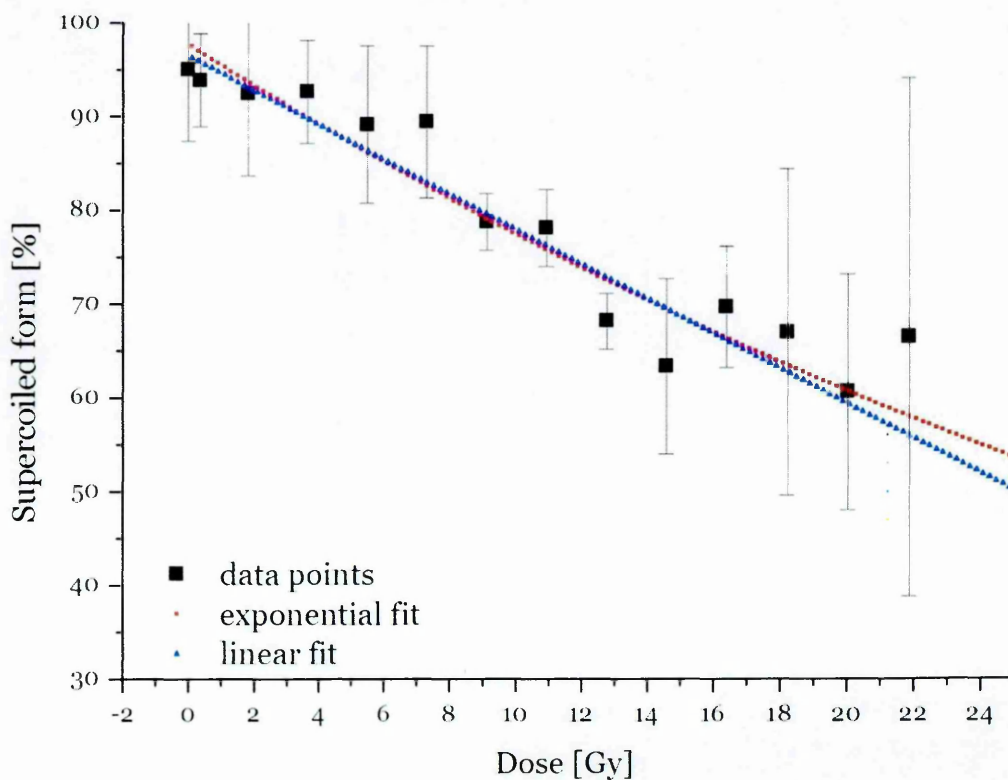 100
90
80
70
60
50
40
30
Supercoiled form [%]
data points
exponential fit
linear fit
-2 0 2 4 6 8 10 12 14 16 18 20 22 24
Dose [Gy]